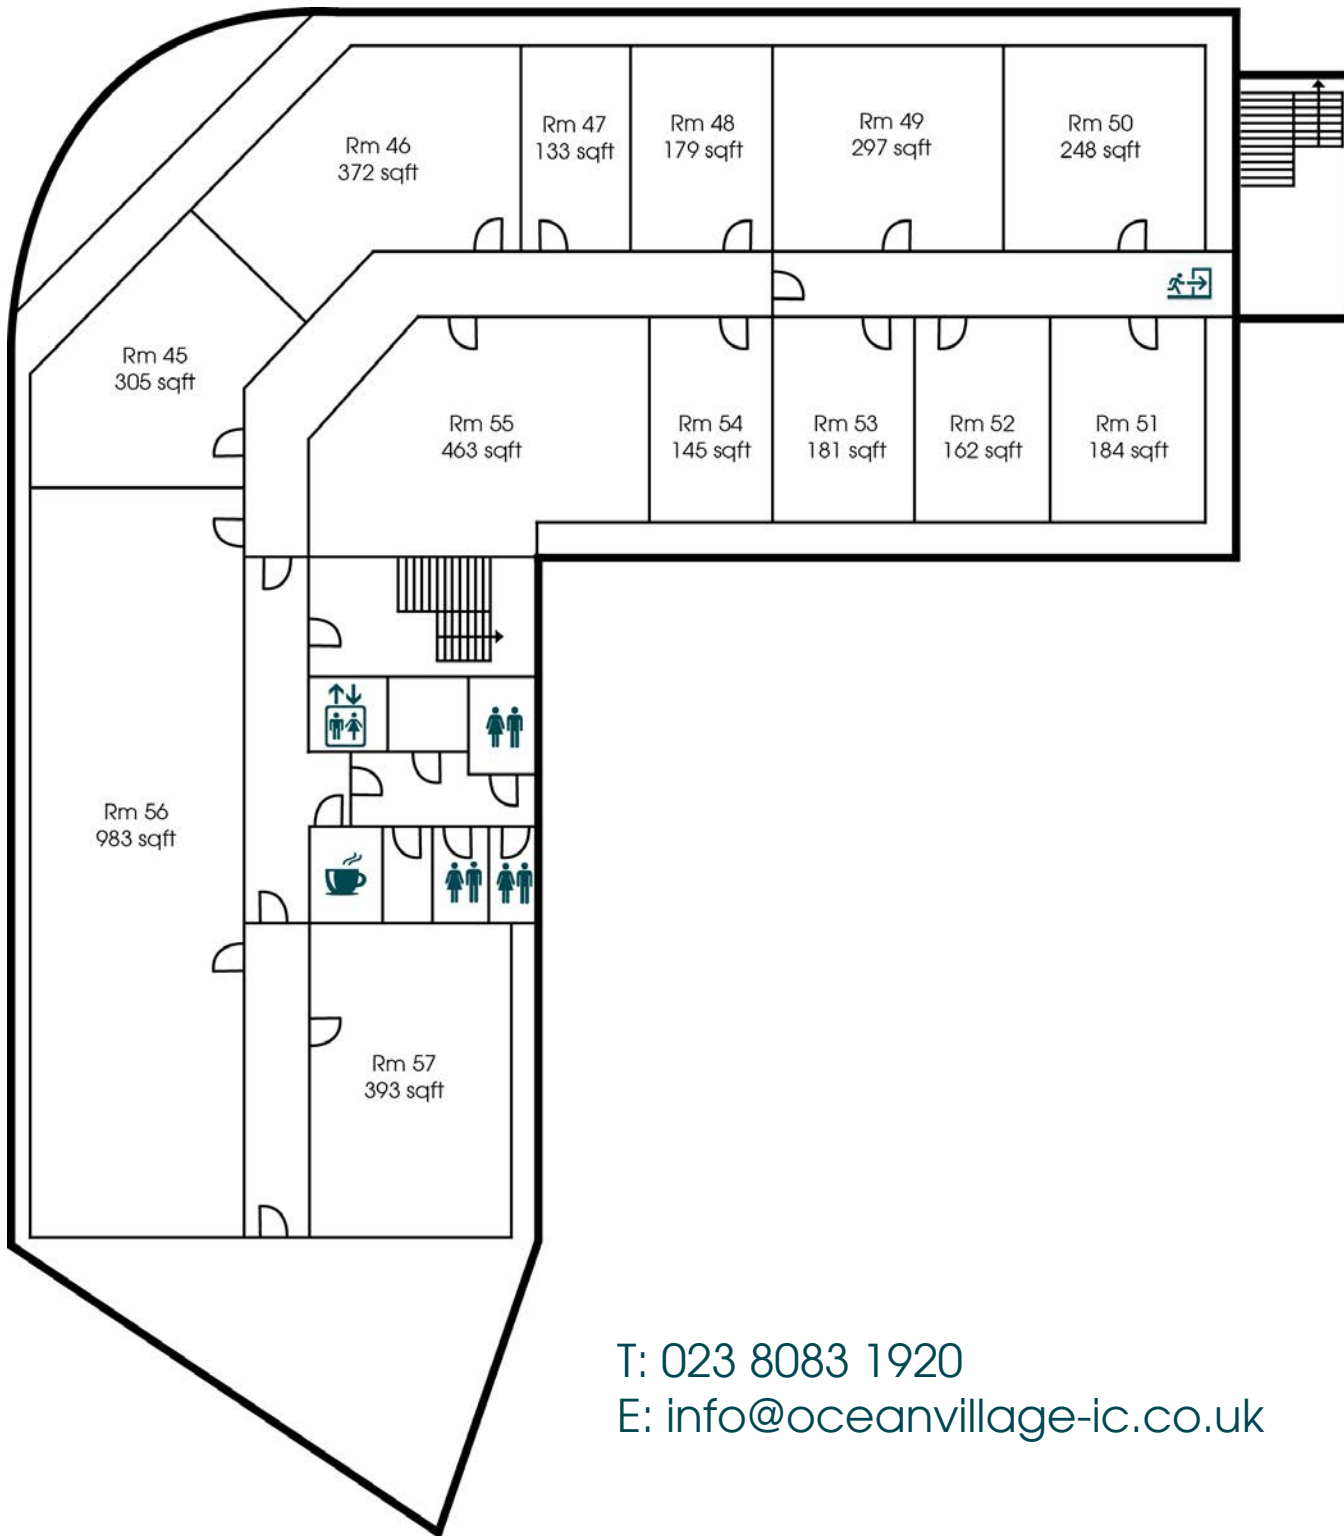 Rm 46
372 sqft
Rm 47
133 sqft
Rm 48
179 sqft
Rm 49
297 sqft
Rm 50
248 sqft
Rm 45
305 sqft
Rm 55
463 sqft
Rm 54
145 sqft
Rm 53
181 sqft
Rm 52
162 sqft
Rm 51
184 sqft
Rm 56
983 sqft
Rm 57
393 sqft
T: 023 8083 1920
E: info@oceanvillage-ic.co.uk